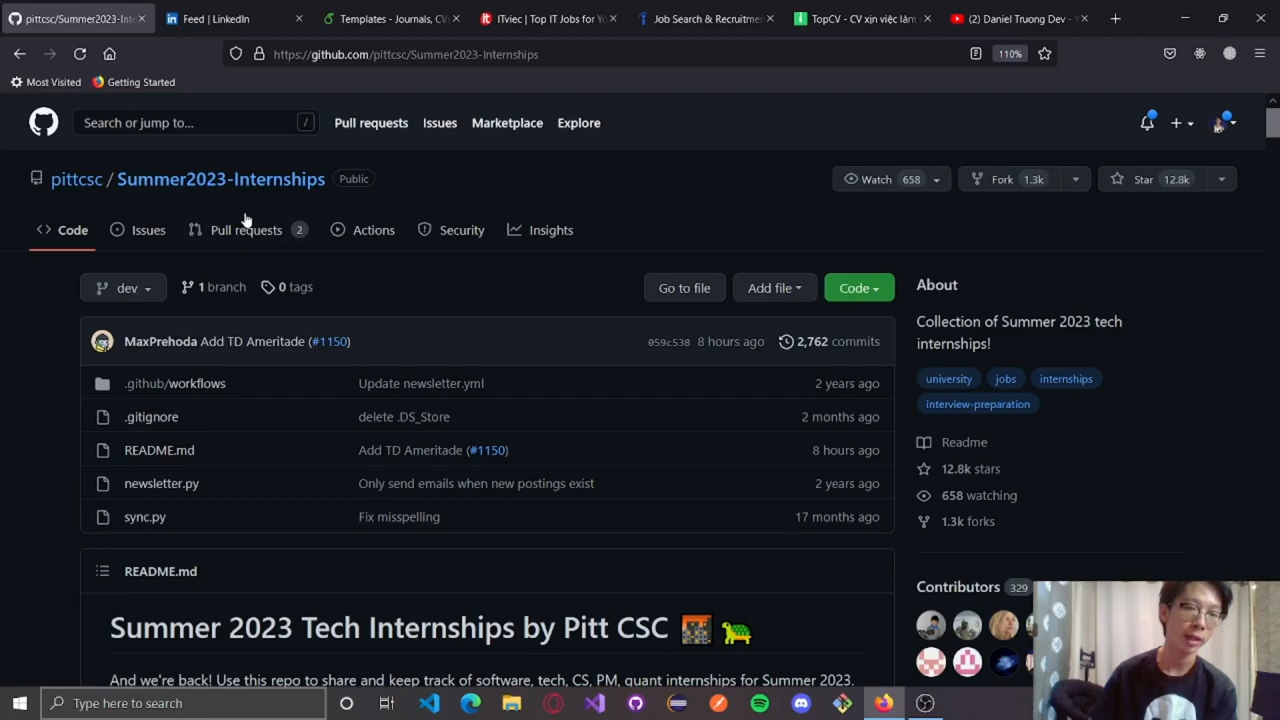 pittcsc/Summer2023-Int
Feed | LinkedIn
Templates - Journals, CV
ITviec | Top IT Jobs for Yo
Job Search & Recruitmen
TopCV - CV xịn việc làm
(2) Daniel Truong Dev - Y
https://github.com/pittcsc/Summer2023-Internships
110%
Most Visited
Getting Started
Search or jump to...
/
Pull requests
Issues
Marketplace
Explore
pittcsc / Summer2023-Internships
Public
Watch 658
Fork 1.3k
Star 12.8k
Code
Issues
Pull requests 2
Actions
Security
Insights
dev
1 branch
0 tags
Go to file
Add file
Code
About
Collection of Summer 2023 tech
internships!
university
jobs
internships
interview-preparation
Readme
12.8k stars
658 watching
1.3k forks
Contributors 329
MaxPrehoda Add TD Ameritade (#1150)
059c538 8 hours ago
2,762 commits
.github/workflows
Update newsletter.yml
2 years ago
.gitignore
delete .DS_Store
2 months ago
README.md
Add TD Ameritade (#1150)
8 hours ago
newsletter.py
Only send emails when new postings exist
2 years ago
sync.py
Fix misspelling
17 months ago
README.md
Summer 2023 Tech Internships by Pitt CSC
And we're back! Use this repo to share and keep track of software, tech, CS, PM, quant internships for Summer 2023.
Type here to search